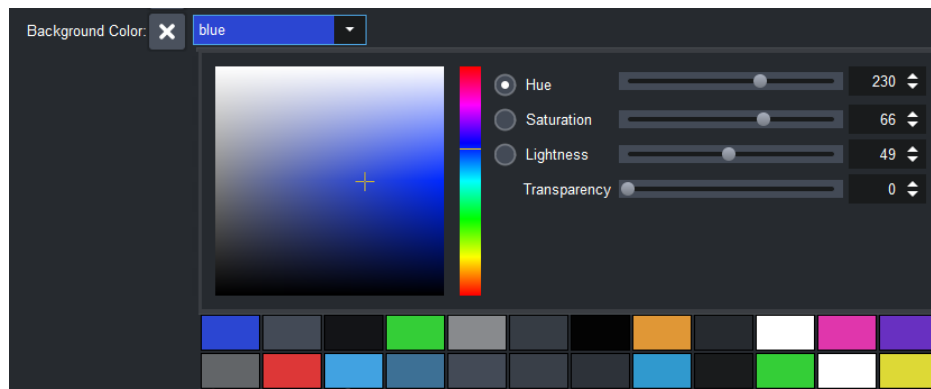 Background Color: blue
Hue 230
Saturation 66
Lightness 49
Transparency 0